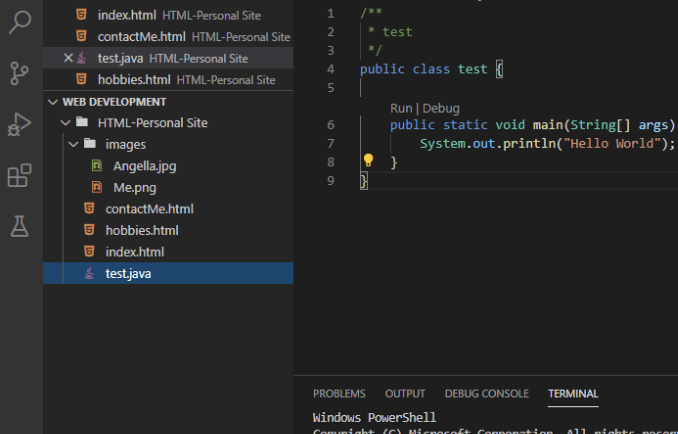 index.html HTML-Personal Site
contactMe.html HTML-Personal Site
test.java HTML-Personal Site
hobbies.html HTML-Personal Site
WEB DEVELOPMENT
HTML-Personal Site
images
Angella.jpg
Me.png
contactMe.html
hobbies.html
index.html
test.java
1 /**
2 * test
3 */
4 public class test {
5
Run | Debug
6 public static void main(String[] args)
7 System.out.println("Hello World");
8 }
9 }
PROBLEMS OUTPUT DEBUG CONSOLE TERMINAL
Windows PowerShell
Copyright (C) Microsoft Corporation. All rights reser